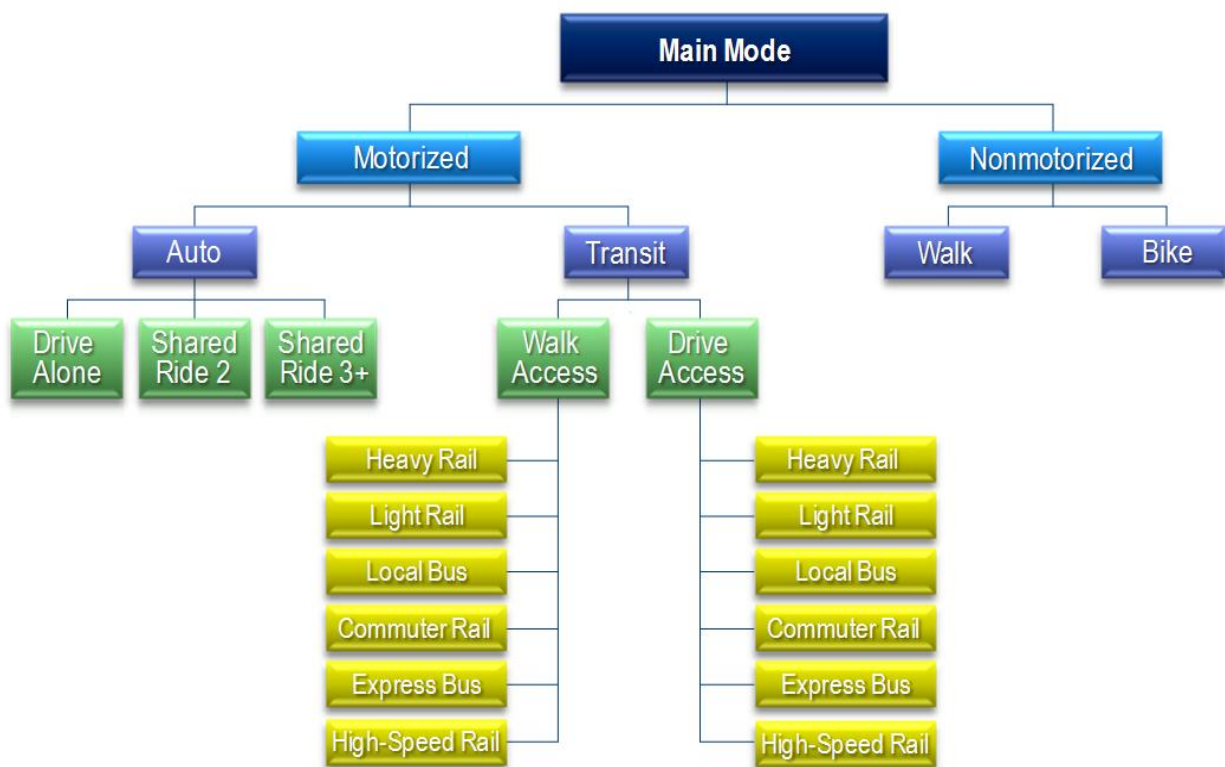 Main Mode
Motorized
Nonmotorized
Auto
Transit
Walk
Bike
Drive
Alone
Shared
Ride 2
Shared
Ride 3+
Walk
Access
Drive
Access
Heavy Rail
Light Rail
Local Bus
Commuter Rail
Express Bus
High-Speed Rail
Heavy Rail
Light Rail
Local Bus
Commuter Rail
Express Bus
High-Speed Rail